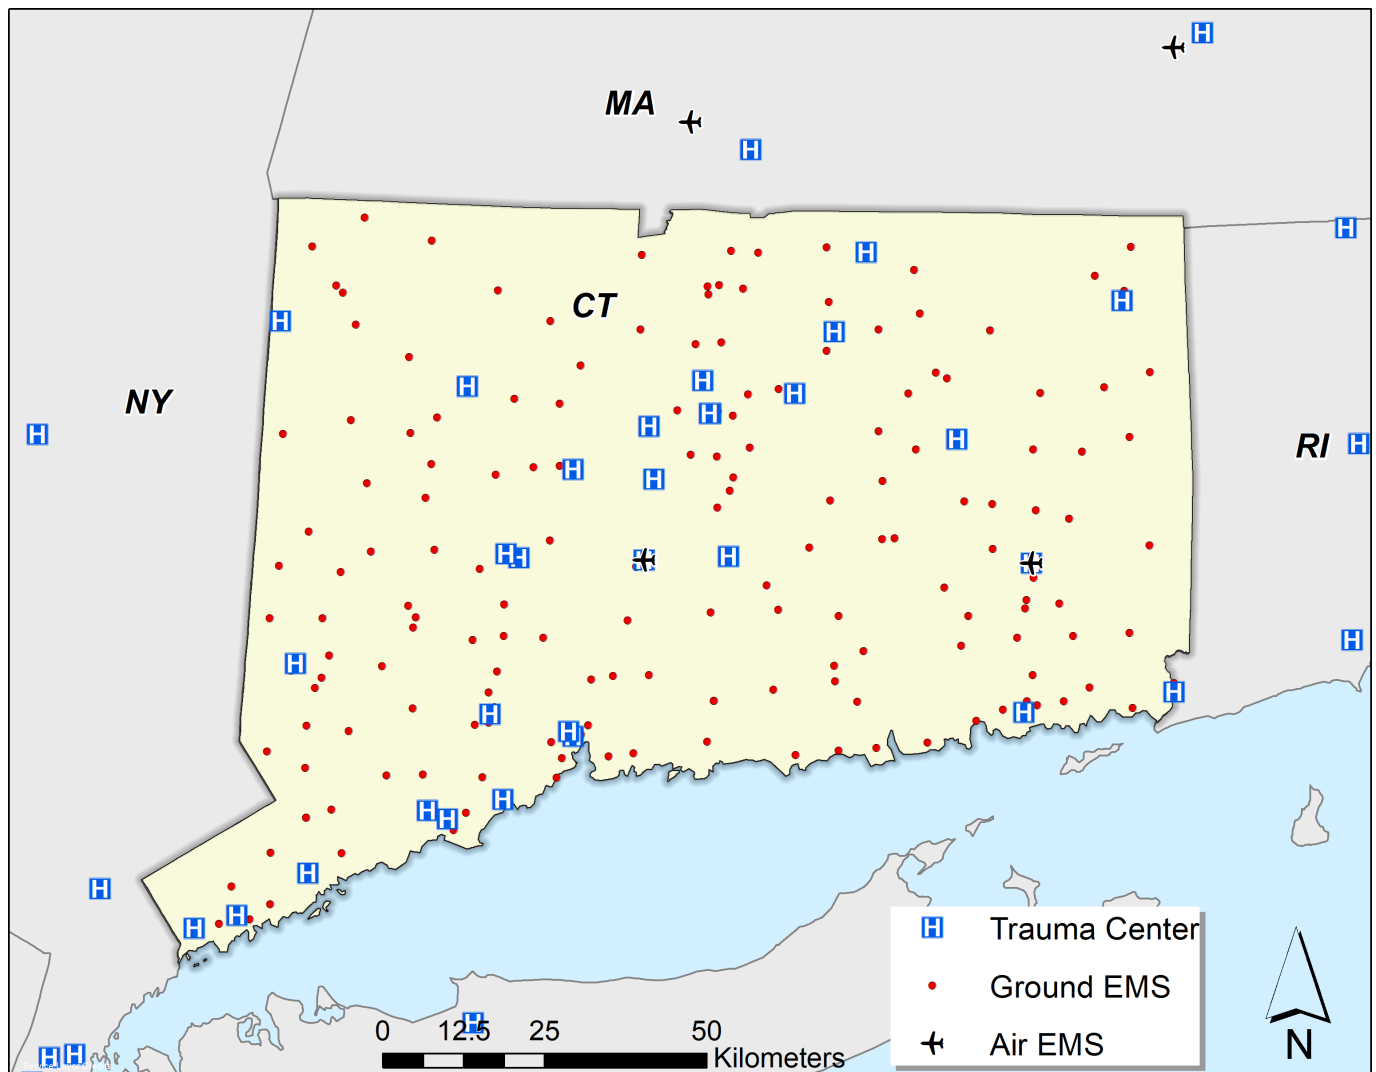 MA
CT
NY
RI
H Trauma Center
Ground EMS
Air EMS
0 12.5 25 50
Kilometers
N